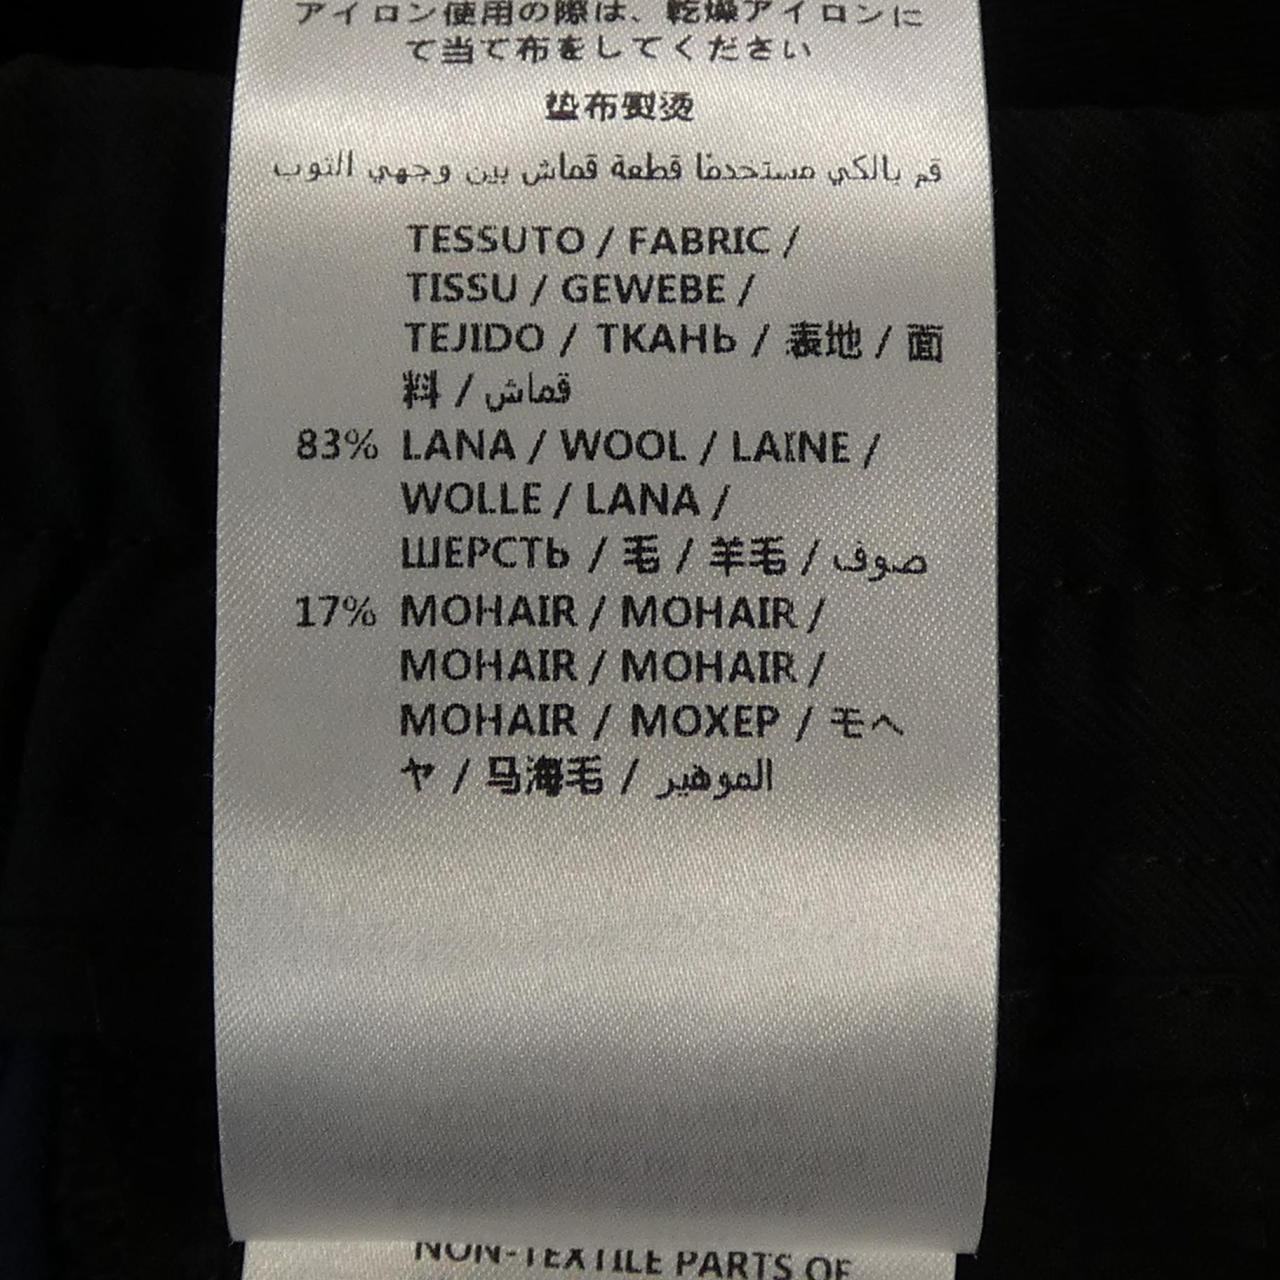 アイロン使用の際は、乾燥アイロンに
て当て布をしてください
垫布熨烫
قم بالكي مستخدمًا قطعة قماش بين وجهي الثوب
TESSUTO / FABRIC /
TISSU / GEWEBE /
TEJIDO / ТКАНЬ / 表地 / 面
料 / قماش
83% LANA / WOOL / LAINE /
WOLLE / LANA /
ШЕРСТЬ / 毛 / 羊毛 / صوف
17% MOHAIR / MOHAIR /
MOHAIR / MOHAIR /
MOHAIR / МОХЕР / モヘ
ヤ / 马海毛 / الموهير
NON-TEXTILE PARTS OF